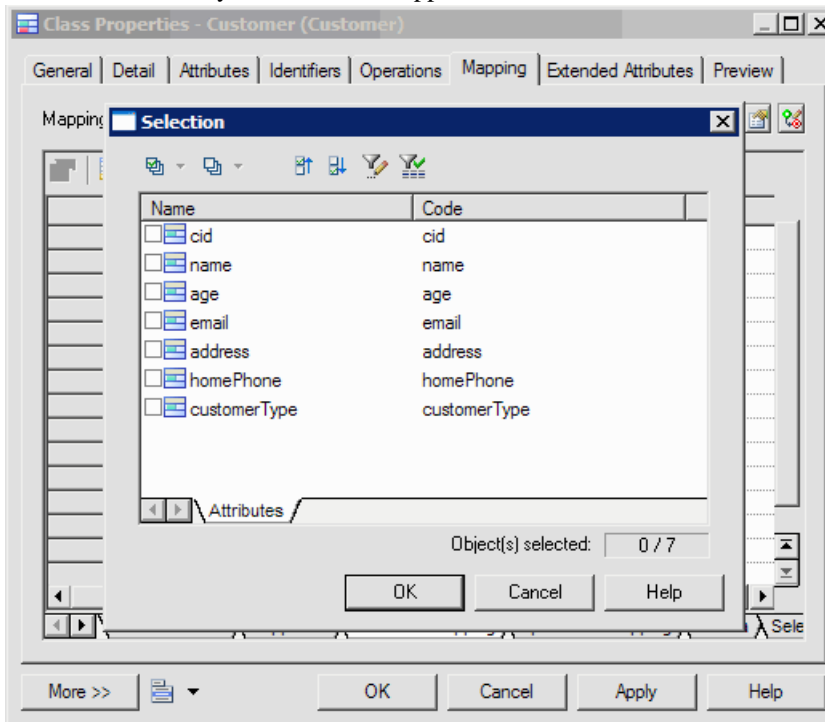 Class Properties - Customer (Customer)
General Detail Attributes Identifiers Operations Mapping Extended Attributes Preview
Mapping
Selection
Name Code
cid cid
name name
age age
email email
address address
homePhone homePhone
customerType customerType
Attributes
Object(s) selected: 0 / 7
OK Cancel Help
Sele
More >> OK Cancel Apply Help